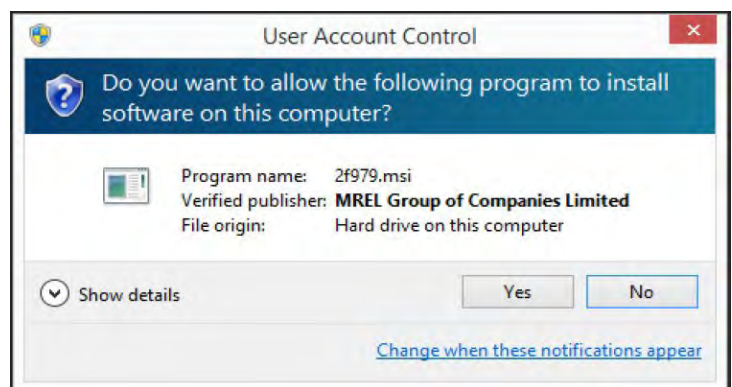 User Account Control
Do you want to allow the following program to install
software on this computer?
Program name: 2f979.msi
Verified publisher: MREL Group of Companies Limited
File origin: Hard drive on this computer
Show details
Yes
No
Change when these notifications appear